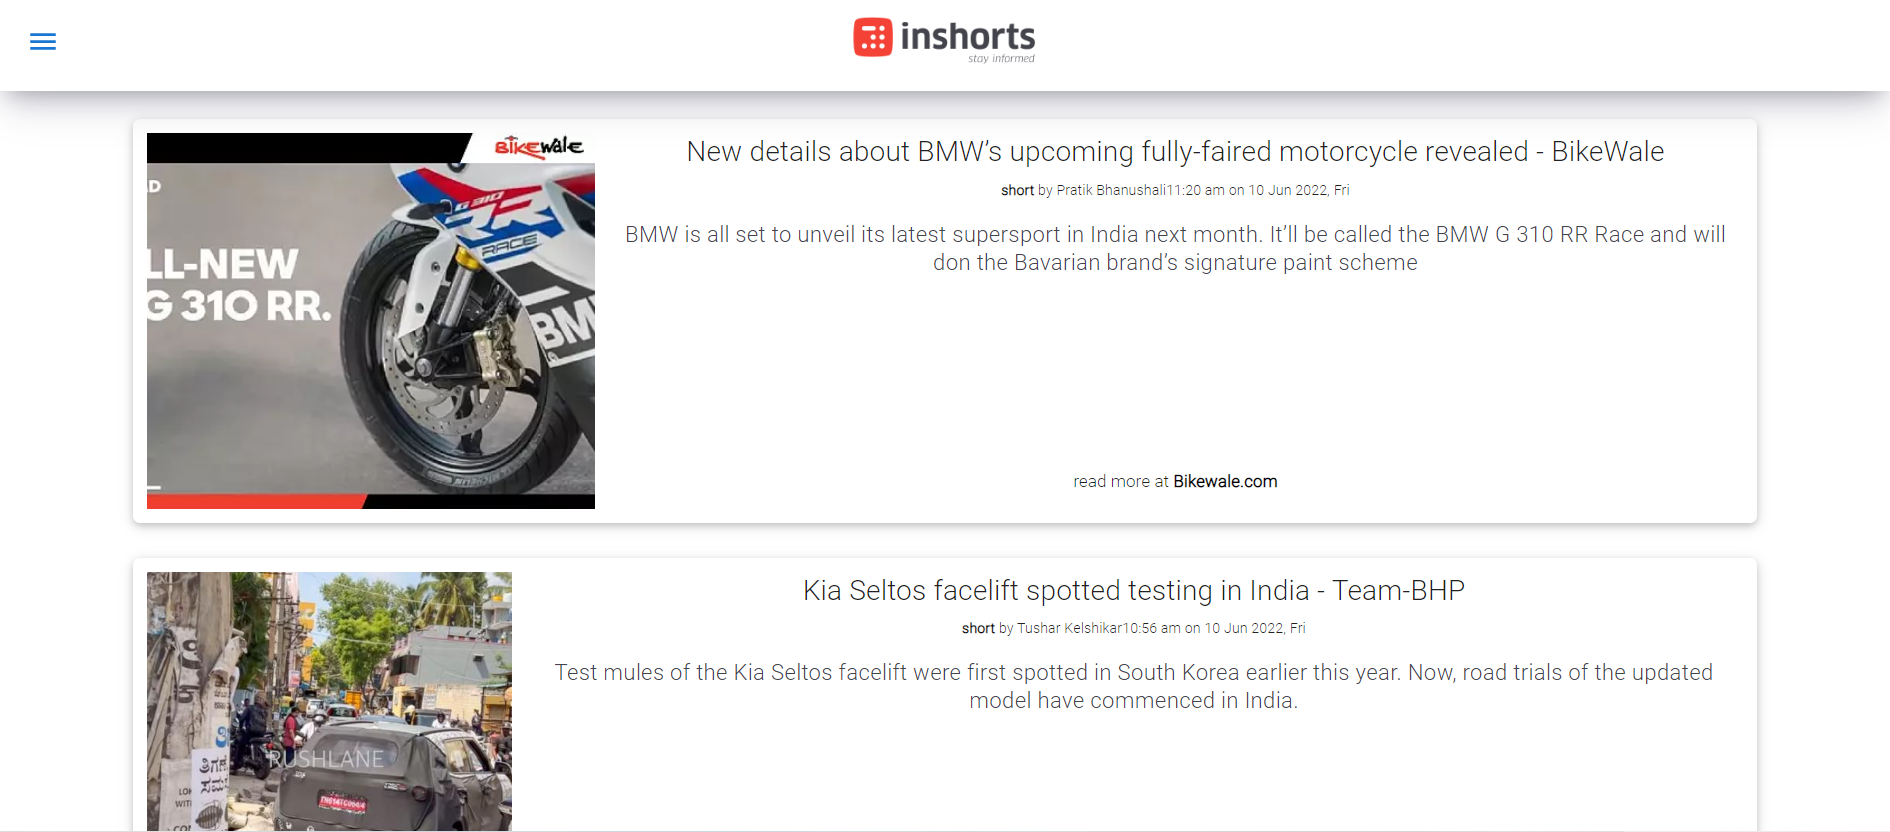 inshorts
stay informed
BikeWale
New details about BMW’s upcoming fully-faired motorcycle revealed - BikeWale
short by Pratik Bhanushali11:20 am on 10 Jun 2022, Fri
BMW is all set to unveil its latest supersport in India next month. It’ll be called the BMW G 310 RR Race and will
don the Bavarian brand’s signature paint scheme
AD
LL-NEW
G 310 RR.
G310
RR
RACE
BM
read more at Bikewale.com
Kia Seltos facelift spotted testing in India - Team-BHP
short by Tushar Kelshikar10:56 am on 10 Jun 2022, Fri
Test mules of the Kia Seltos facelift were first spotted in South Korea earlier this year. Now, road trials of the updated
model have commenced in India.
RUSHLANE